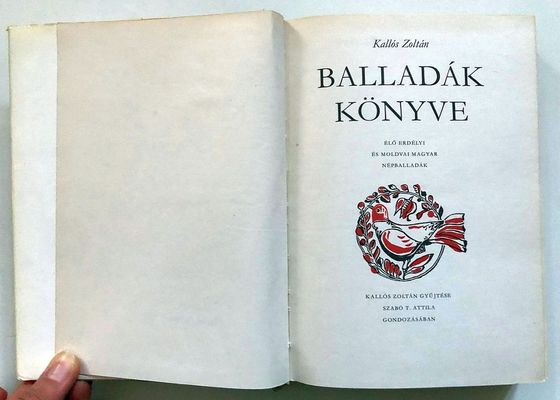 Kallós Zoltán
BALLADÁK
KÖNYVE
ÉLŐ ERDÉLYI
ÉS MOLDVAI MAGYAR
NÉPBALLADÁK
KALLÓS ZOLTÁN GYŰJTÉSE
SZABÓ T. ATTILA
GONDOZÁSÁBAN